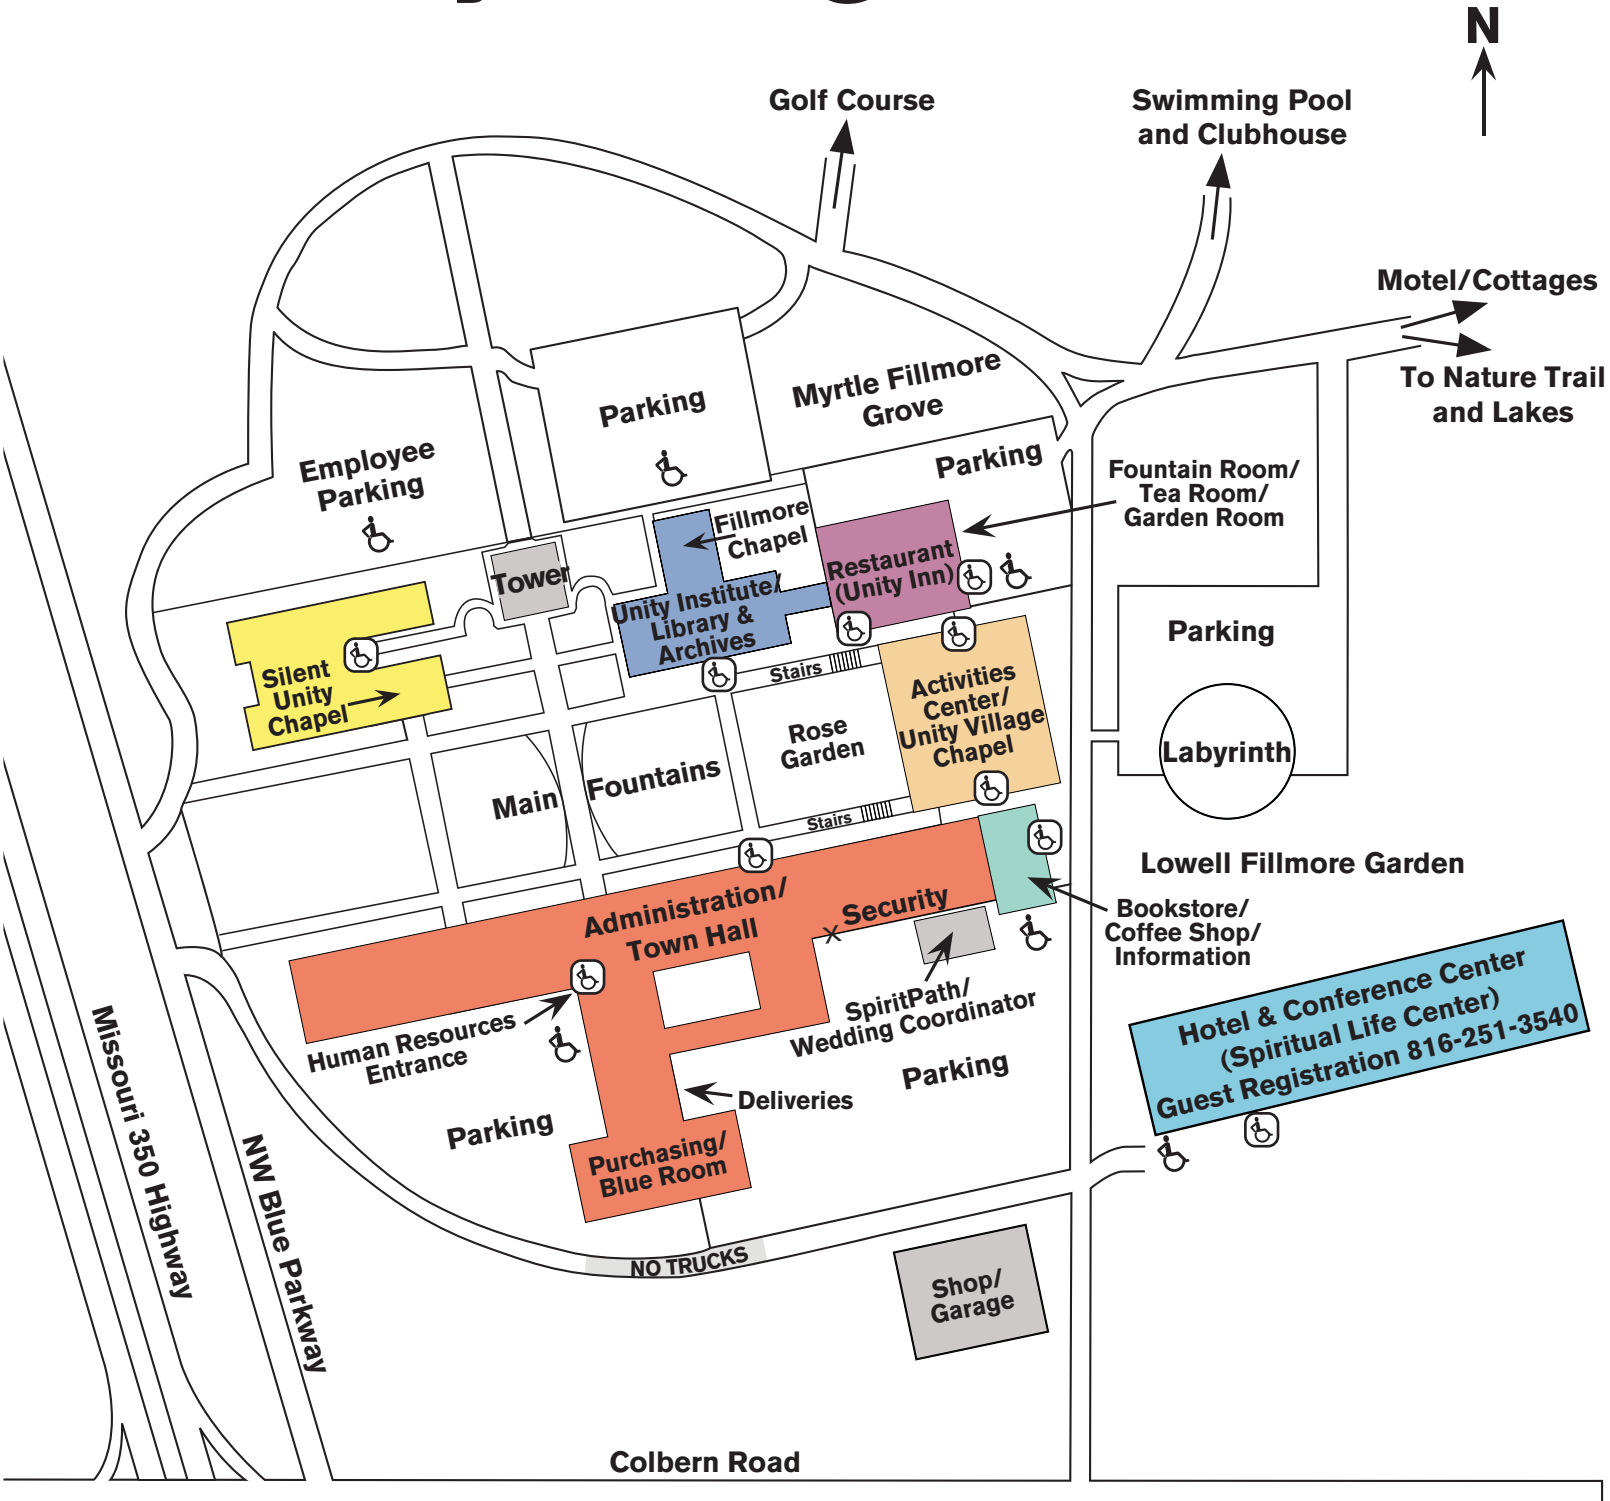 N
Golf Course
Swimming Pool
and Clubhouse
Motel/Cottages
To Nature Trail
and Lakes
Myrtle Fillmore
Grove
Parking
Parking
Employee
Parking
Fountain Room/
Tea Room/
Garden Room
Fillmore
Chapel
Restaurant
(Unity Inn)
Tower
Unity Institute/
Library &
Archives
Parking
Silent
Unity
Chapel
Stairs
Activities
Center/
Unity Village
Chapel
Rose
Garden
Labyrinth
Main
Fountains
Stairs
Lowell Fillmore Garden
Administration/
Town Hall
Security
X
Bookstore/
Coffee Shop/
Information
SpiritPath/
Wedding Coordinator
Hotel & Conference Center
(Spiritual Life Center)
Guest Registration 816-251-3540
Human Resources
Entrance
Parking
Deliveries
Parking
Purchasing/
Blue Room
Missouri 350 Highway
NW Blue Parkway
NO TRUCKS
Shop/
Garage
Colbern Road